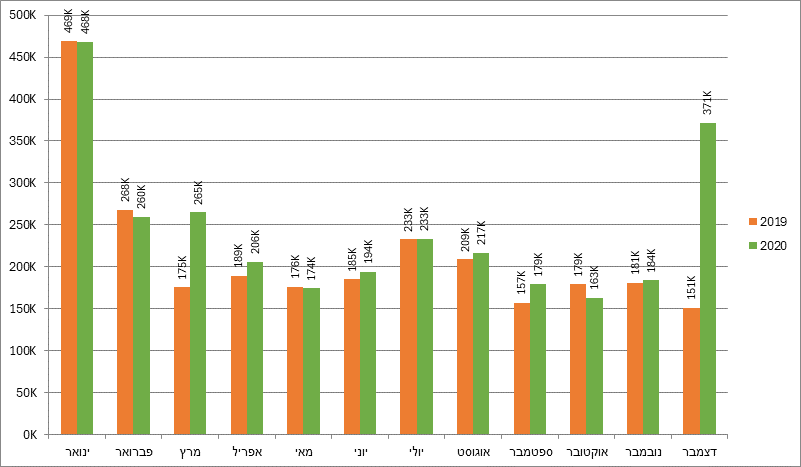 500K
450K
400K
350K
300K
250K
200K
150K
100K
50K
0K
469K
468K
268K
260K
175K
265K
189K
206K
176K
174K
185K
194K
233K
233K
209K
217K
157K
179K
179K
163K
181K
184K
151K
371K
ינואר
פברואר
מרץ
אפריל
מאי
יוני
יולי
אוגוסט
ספטמבר
אוקטובר
נובמבר
דצמבר
2019
2020